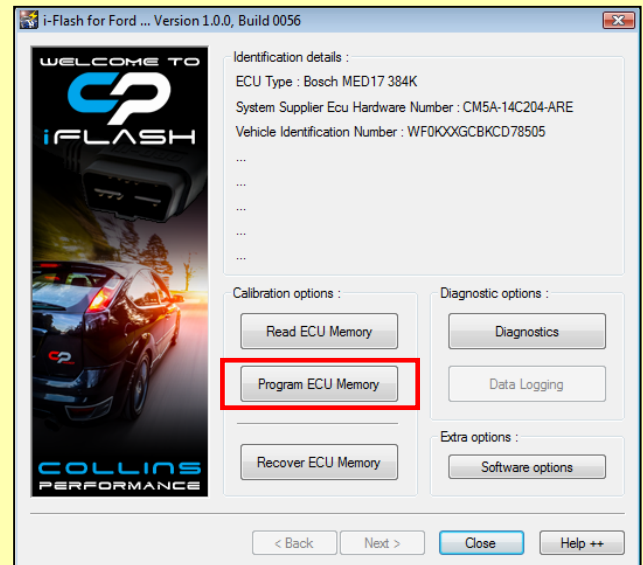 i-Flash for Ford ... Version 1.0.0, Build 0056
WELCOME TO
CP
iFLASH
CP
COLLINS
PERFORMANCE
Identification details :
ECU Type : Bosch MED17 384K
System Supplier Ecu Hardware Number : CM5A-14C204-ARE
Vehicle Identification Number : WF0KXXGCBKCD78505
...
...
...
...
...
Calibration options :
Read ECU Memory
Program ECU Memory
Recover ECU Memory
Diagnostic options :
Diagnostics
Data Logging
Extra options :
Software options
< Back
Next >
Close
Help ++